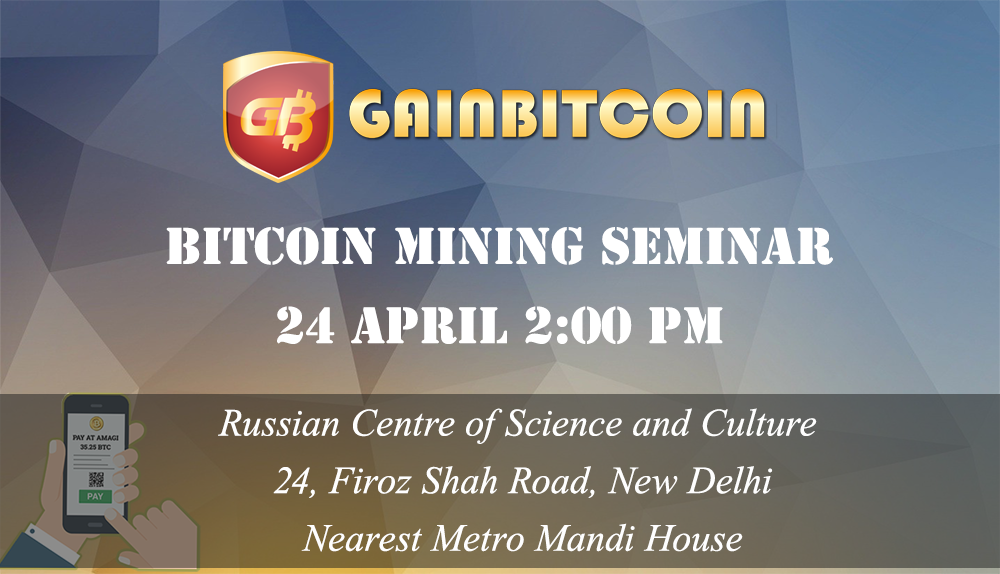 GB
GAINBITCOIN
BITCOIN MINING SEMINAR
24 APRIL 2:00 PM
PAY AT AMAGI
35.25 BTC
PAY
Russian Centre of Science and Culture
24, Firoz Shah Road, New Delhi
Nearest Metro Mandi House